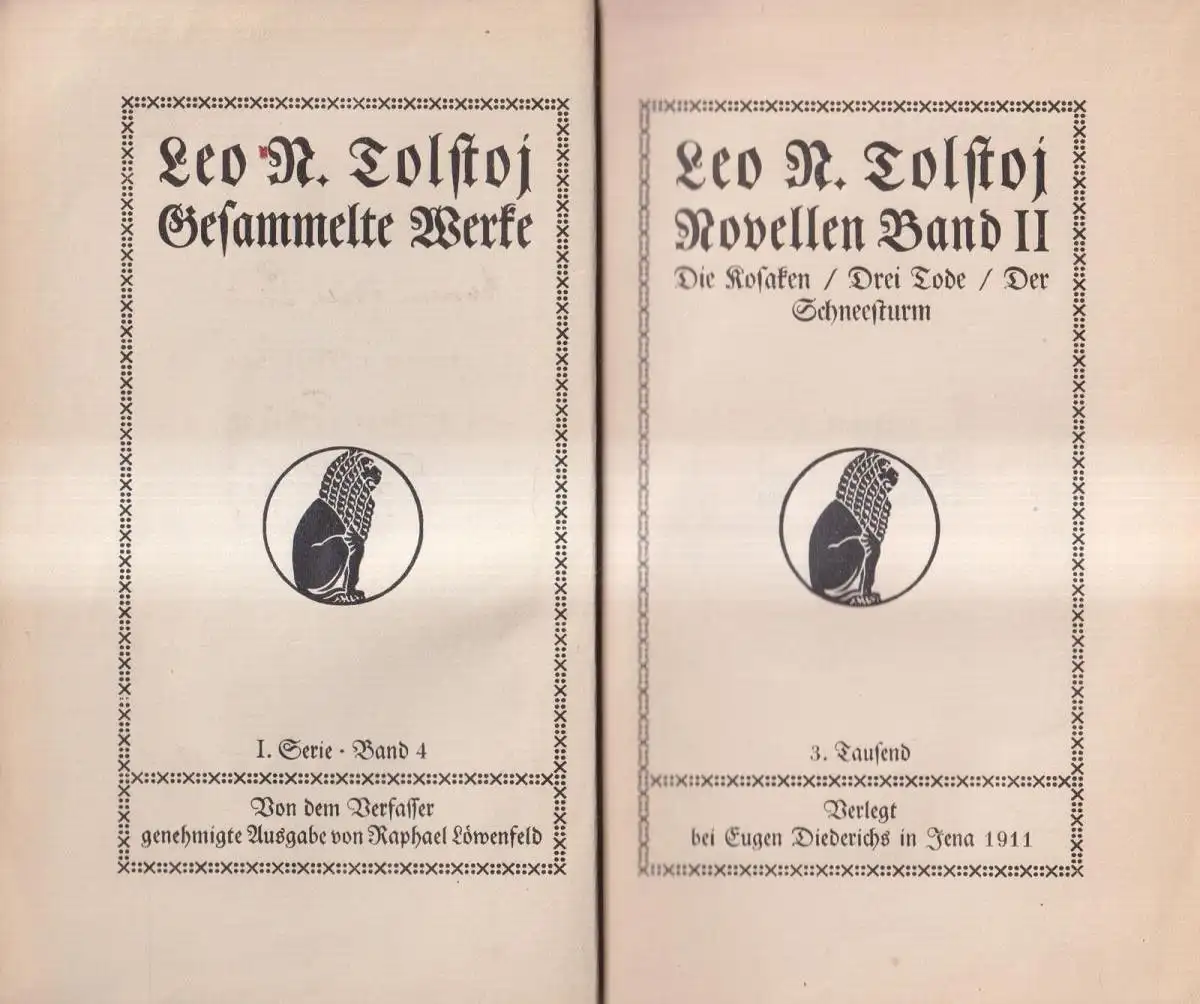 Leo N. Tolſtoj
Geſammelte Werke
I. Serie · Band 4
Von dem Verfaſſer
genehmigte Ausgabe von Raphael Löwenfeld
Leo N. Tolſtoj
Novellen Band II
Die Koſaken / Drei Tode / Der
Schneeſturm
3. Tauſend
Verlegt
bei Eugen Diederichs in Jena 1911